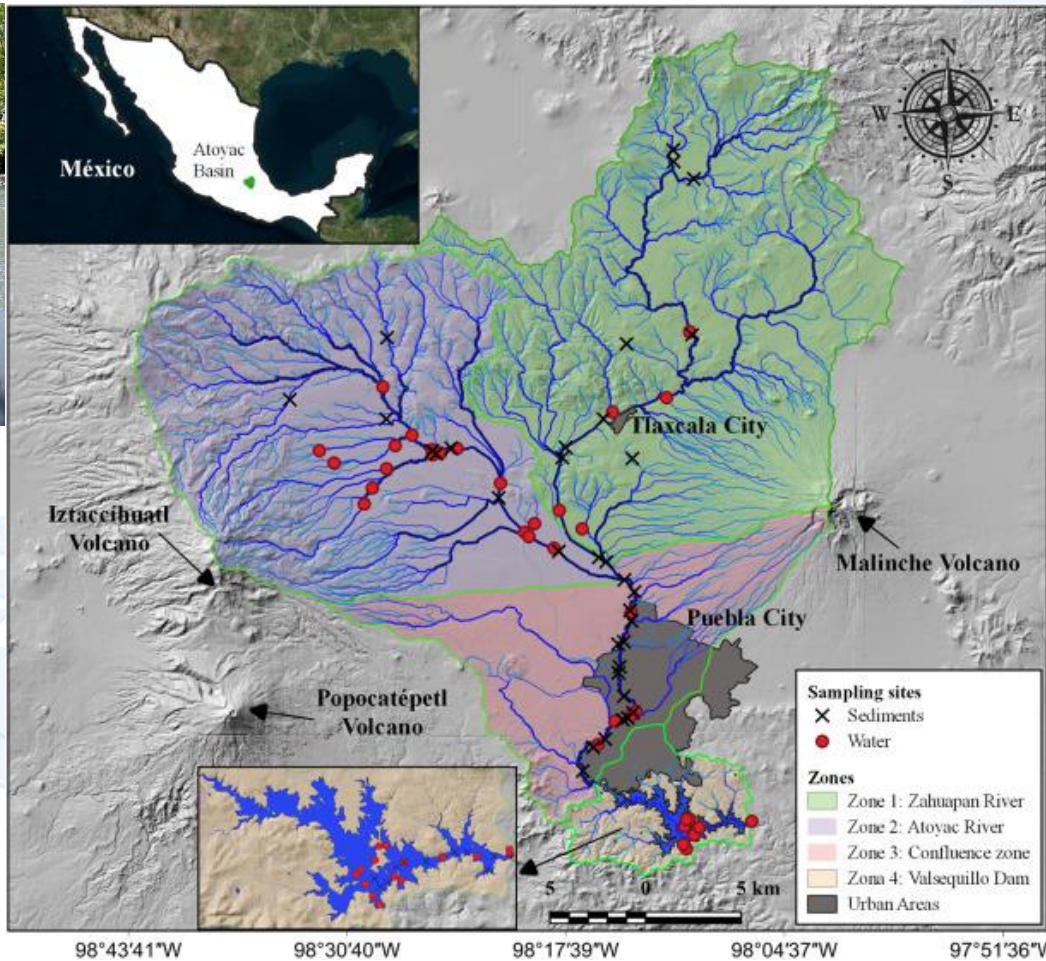 México
Atoyac
Basin
N
W
E
S
Tlaxcala City
Iztaccíhuatl
Volcano
Malinche Volcano
Puebla City
Popocatépetl
Volcano
Sampling sites
Sediments
Water
Zones
Zone 1: Zahuapan River
Zone 2: Atoyac River
Zone 3: Confluence zone
Zona 4: Valsequillo Dam
Urban Areas
5 0 5 km
98°43'41"W 98°30'40"W 98°17'39"W 98°04'37"W 97°51'36"W